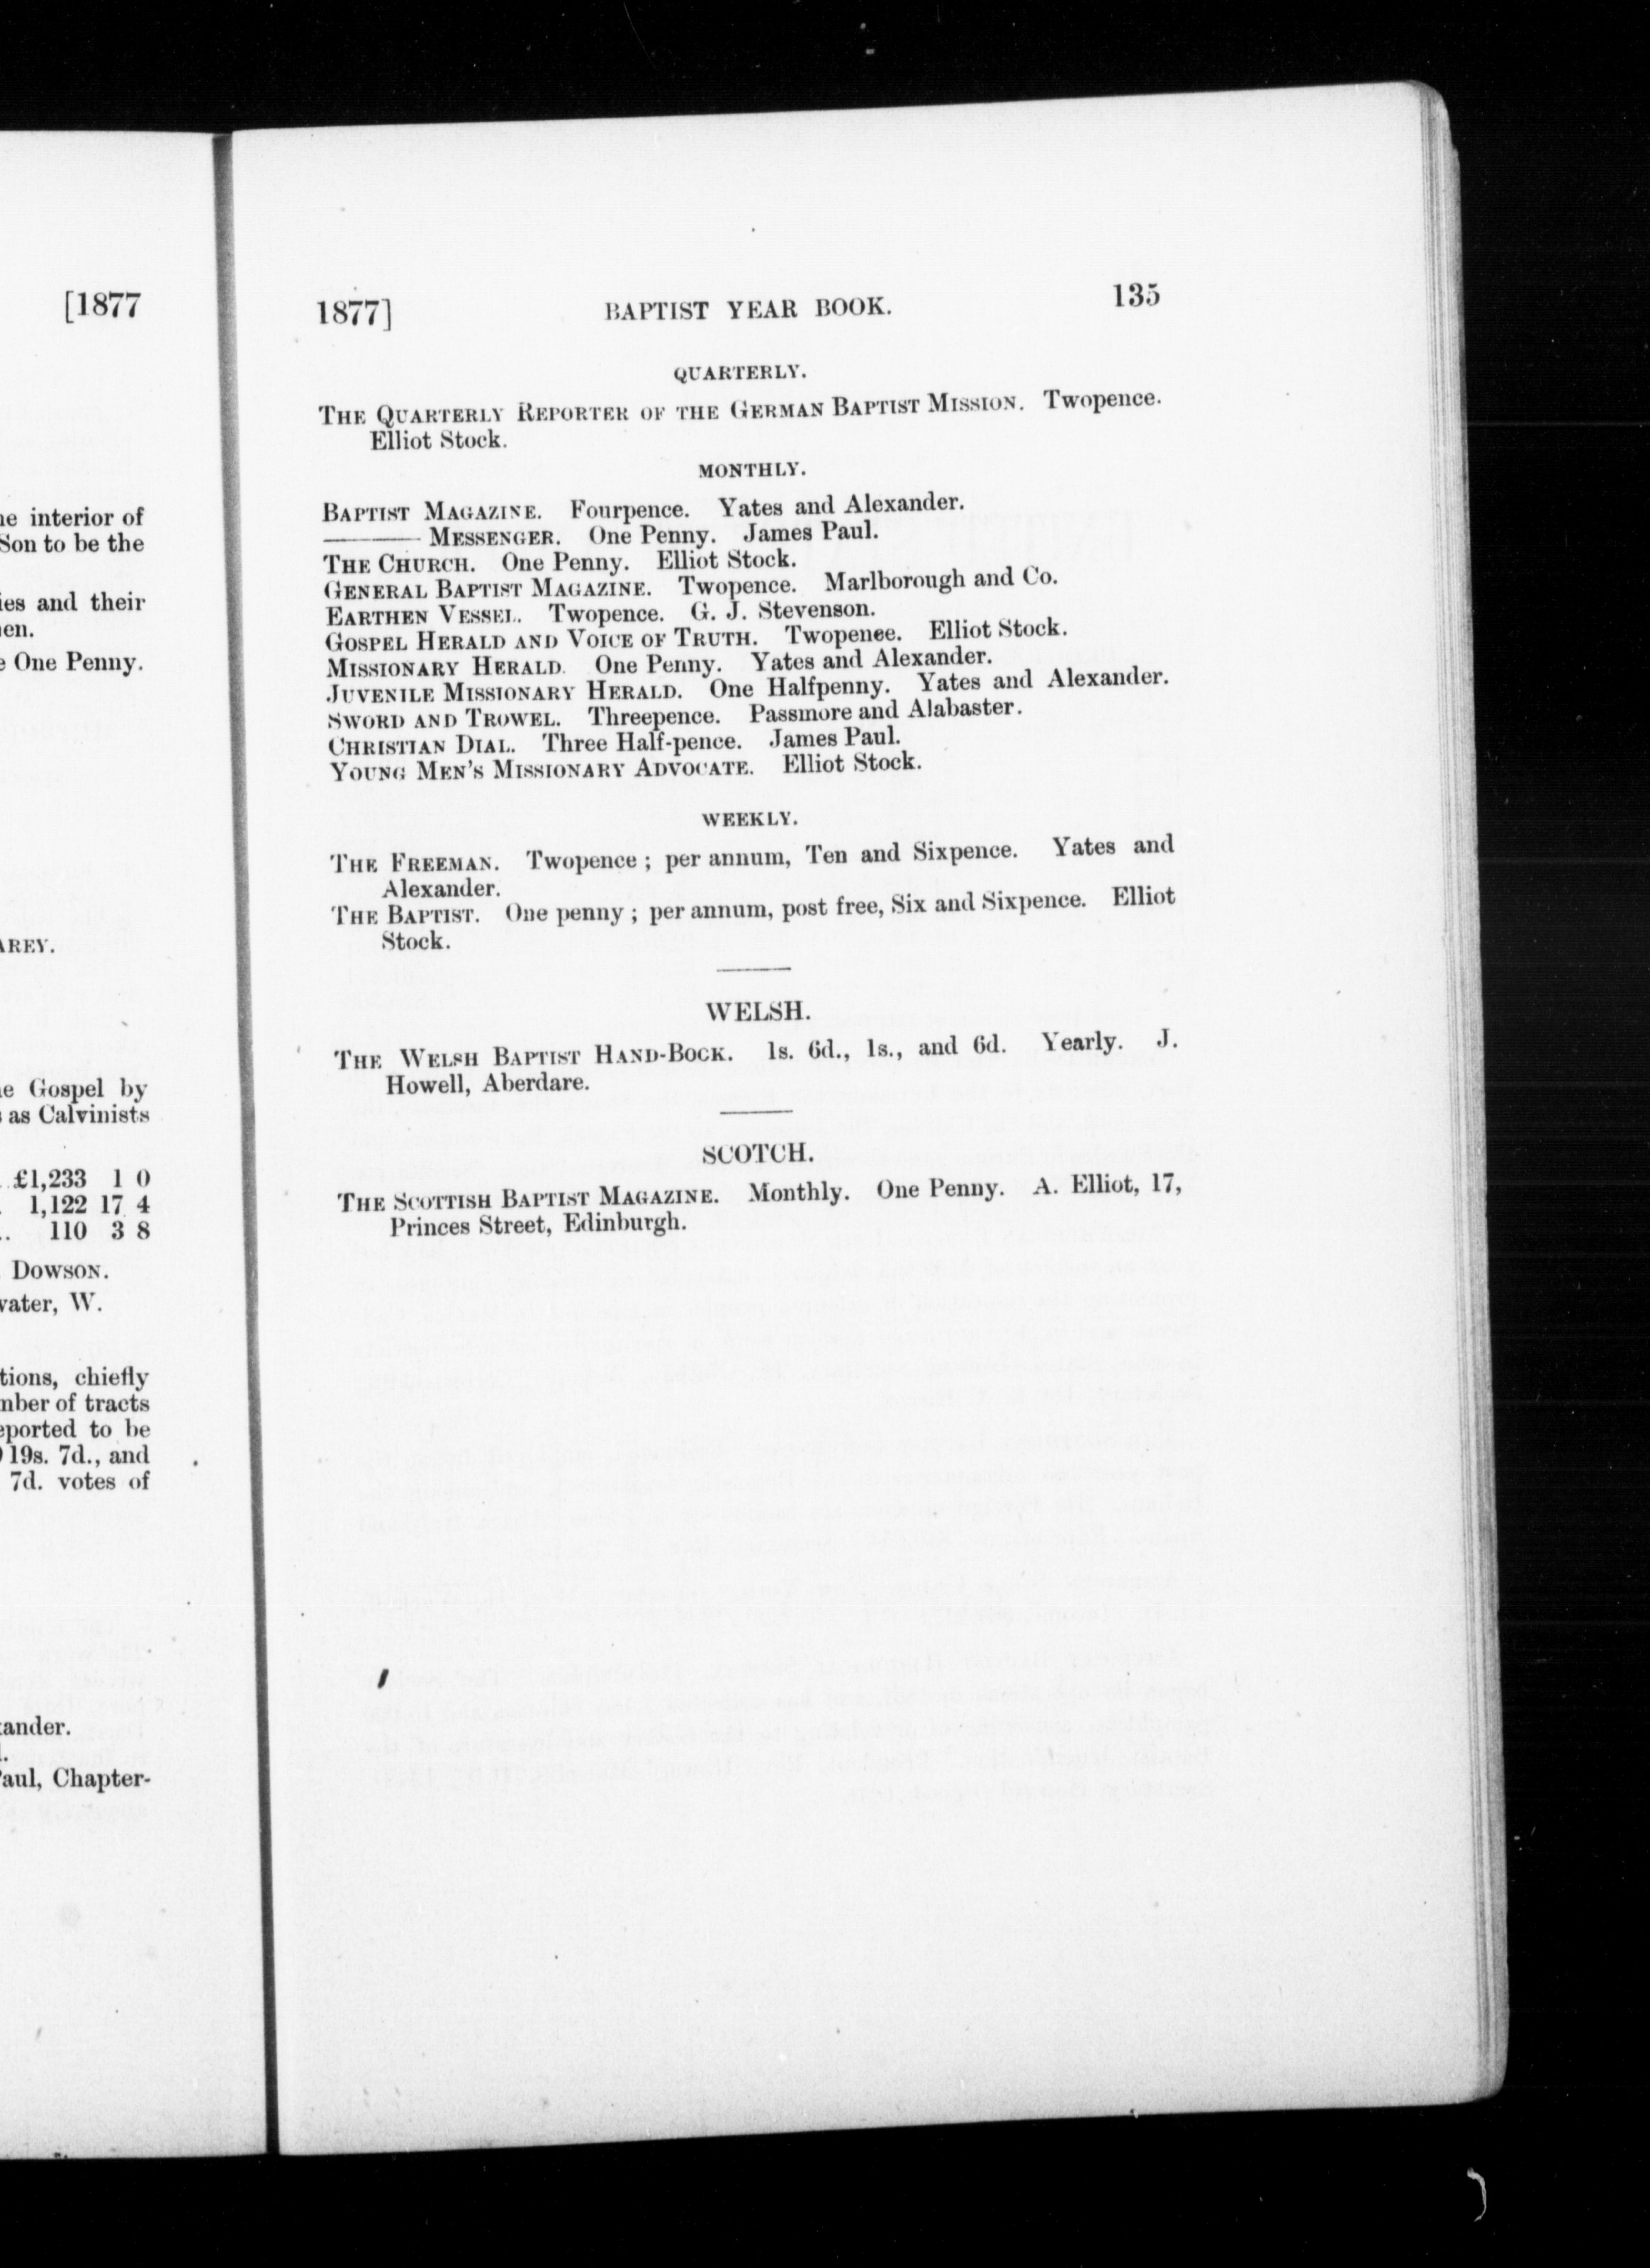 [1877
ne interior of
Son to be the
ies and their
en.
e One Penny.
AREY.
e Gospel by
s as Calvinists
£1,233 1 0
1,122 17 4
.. 110 3 8
DOWSON.
water, W.
tions, chiefly
mber of tracts
eported to be
19s. 7d., and
7d. votes of
xander.
Paul, Chapter-
1877] BAPTIST YEAR BOOK. 135
QUARTERLY.
THE QUARTERLY REPORTER OF THE GERMAN BAPTIST MISSION. Twopence.
Elliot Stock.
MONTHLY.
BAPTIST MAGAZINE. Fourpence. Yates and Alexander.
——— MESSENGER. One Penny. James Paul.
THE CHURCH. One Penny. Elliot Stock.
GENERAL BAPTIST MAGAZINE. Twopence. Marlborough and Co.
EARTHEN VESSEL. Twopence. G. J. Stevenson.
GOSPEL HERALD AND VOICE OF TRUTH. Twopenee. Elliot Stock.
MISSIONARY HERALD. One Penny. Yates and Alexander.
JUVENILE MISSIONARY HERALD. One Halfpenny. Yates and Alexander.
SWORD AND TROWEL. Threepence. Passmore and Alabaster.
CHRISTIAN DIAL. Three Half-pence. James Paul.
YOUNG MEN'S MISSIONARY ADVOCATE. Elliot Stock.
WEEKLY.
THE FREEMAN. Twopence; per annum, Ten and Sixpence. Yates and
Alexander.
THE BAPTIST. One penny; per annum, post free, Six and Sixpence. Elliot
Stock.
WELSH.
THE WELSH BAPTIST HAND-BOCK. 1s. 6d., 1s., and 6d. Yearly. J.
Howell, Aberdare.
SCOTCH.
THE SCOTTISH BAPTIST MAGAZINE. Monthly. One Penny. A. Elliot, 17,
Princes Street, Edinburgh.